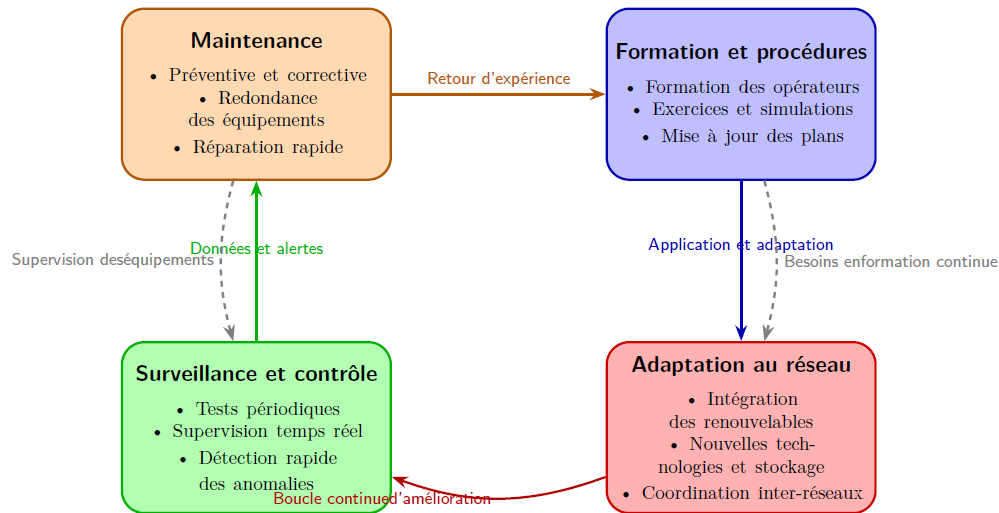 Maintenance
• Préventive et corrective
• Redondance
des équipements
• Réparation rapide
Retour d'expérience
Formation et procédures
• Formation des opérateurs
• Exercices et simulations
• Mise à jour des plans
Supervision deséquipements
Données et alertes
Application et adaptation
Besoins enformation continue
Surveillance et contrôle
• Tests périodiques
• Supervision temps réel
• Détection rapide
des anomalies
Boucle continued'amélioration
Adaptation au réseau
• Intégration
des renouvelables
• Nouvelles tech-
nologies et stockage
• Coordination inter-réseaux